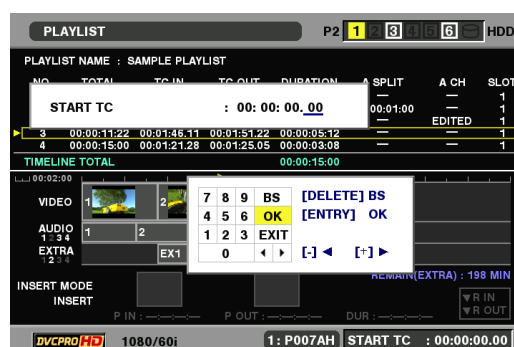 PLAYLIST P2 1 2 3 4 5 6 HDD
PLAYLIST NAME : SAMPLE PLAYLIST
NO TOTAL TC IN TC OUT DURATION A SPLIT A CH SLOT
— — 1
START TC : 00: 00: 00. 00
00:01:00 — 1
— EDITED 1
3 00:00:11:22 00:01:46.11 00:01:51.22 00:00:05:12 — — 1
4 00:00:15:00 00:01:21.28 00:01:25.05 00:00:03:08 — — 1
TIMELINE TOTAL 00:00:15:00
00:02:00
VIDEO 1 2
7 8 9 BS [DELETE] BS
4 5 6 OK [ENTRY] OK
1 2 3 EXIT
0 ◀ ▶ [-] ◀ [+] ▶
AUDIO 1 2
1 2 3 4
EXTRA EX1
1 2 3 4
REMAIN(EXTRA) : 198 MIN
INSERT MODE
INSERT
▼R IN
P IN : —:—:—:— P OUT : —:—:—:— DUR : —:—:—:— ▼R OUT
DVCPRO HD 1080/60i 1: P007AH START TC : 00:00:00.00